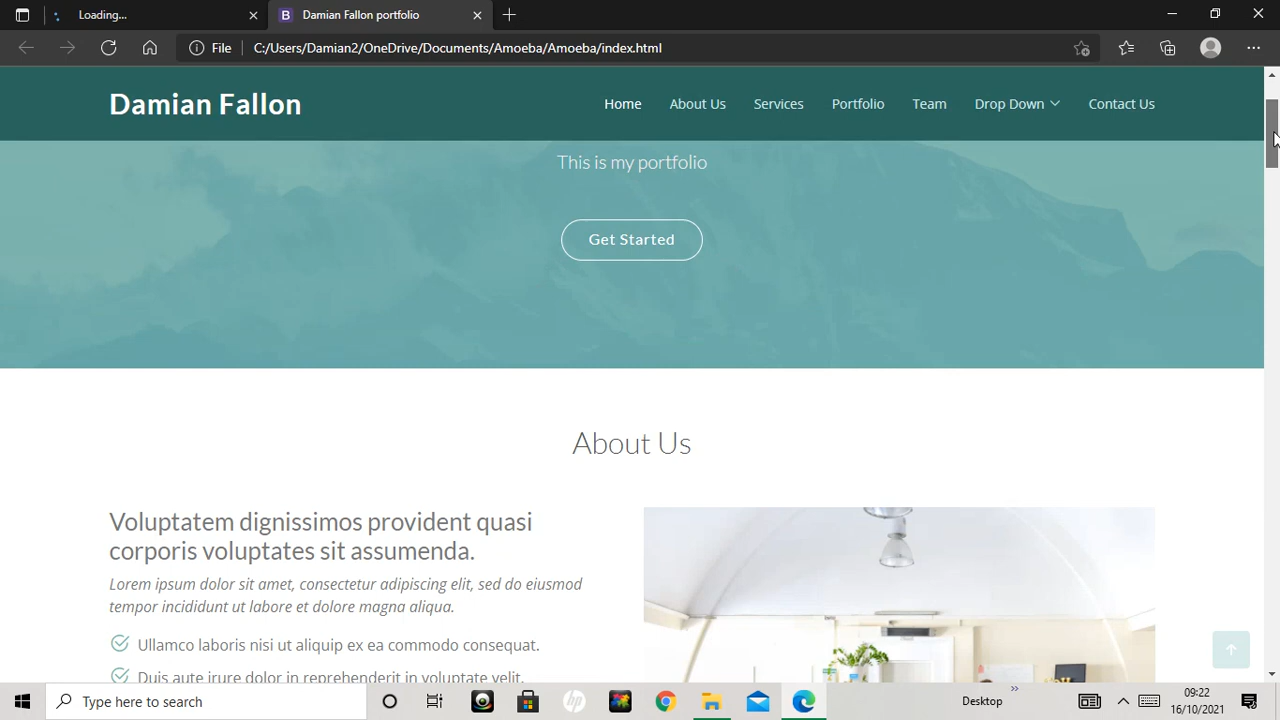 Loading...
Damian Fallon portfolio
File
C:/Users/Damian2/OneDrive/Documents/Amoeba/Amoeba/index.html
Damian Fallon
Home
About Us
Services
Portfolio
Team
Drop Down
Contact Us
This is my portfolio
Get Started
About Us
Voluptatem dignissimos provident quasi
corporis voluptates sit assumenda.
Lorem ipsum dolor sit amet, consectetur adipiscing elit, sed do eiusmod
tempor incididunt ut labore et dolore magna aliqua.
Ullamco laboris nisi ut aliquip ex ea commodo consequat.
Duis aute irure dolor in reprehenderit in voluptate velit.
Type here to search
Desktop
09:22
16/10/2021